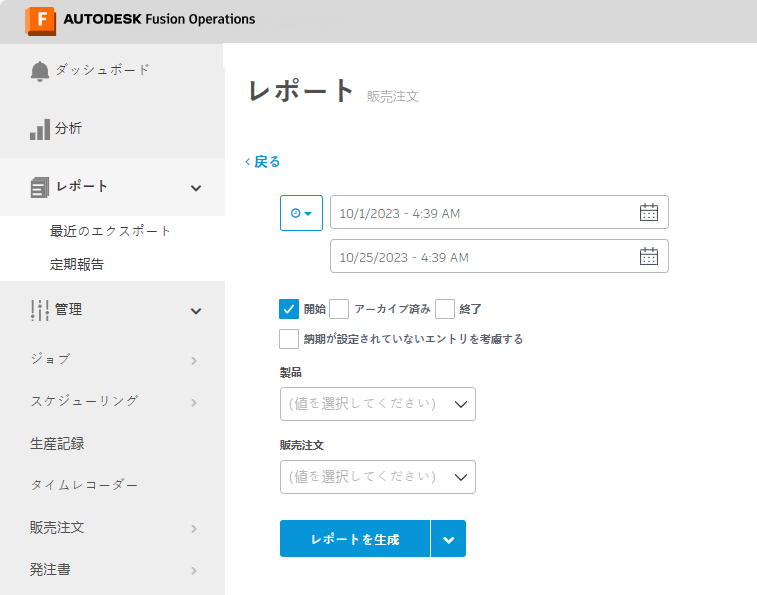 F AUTODESK Fusion Operations
ダッシュボード
分析
レポート
最近のエクスポート
定期報告
管理
ジョブ
スケジューリング
生産記録
タイムレコーダー
販売注文
発注書
レポート 販売注文
戻る
10/1/2023 - 4:39 AM
10/25/2023 - 4:39 AM
開始 アーカイブ済み 終了
納期が設定されていないエントリを考慮する
製品
(値を選択してください)
販売注文
(値を選択してください)
レポートを生成